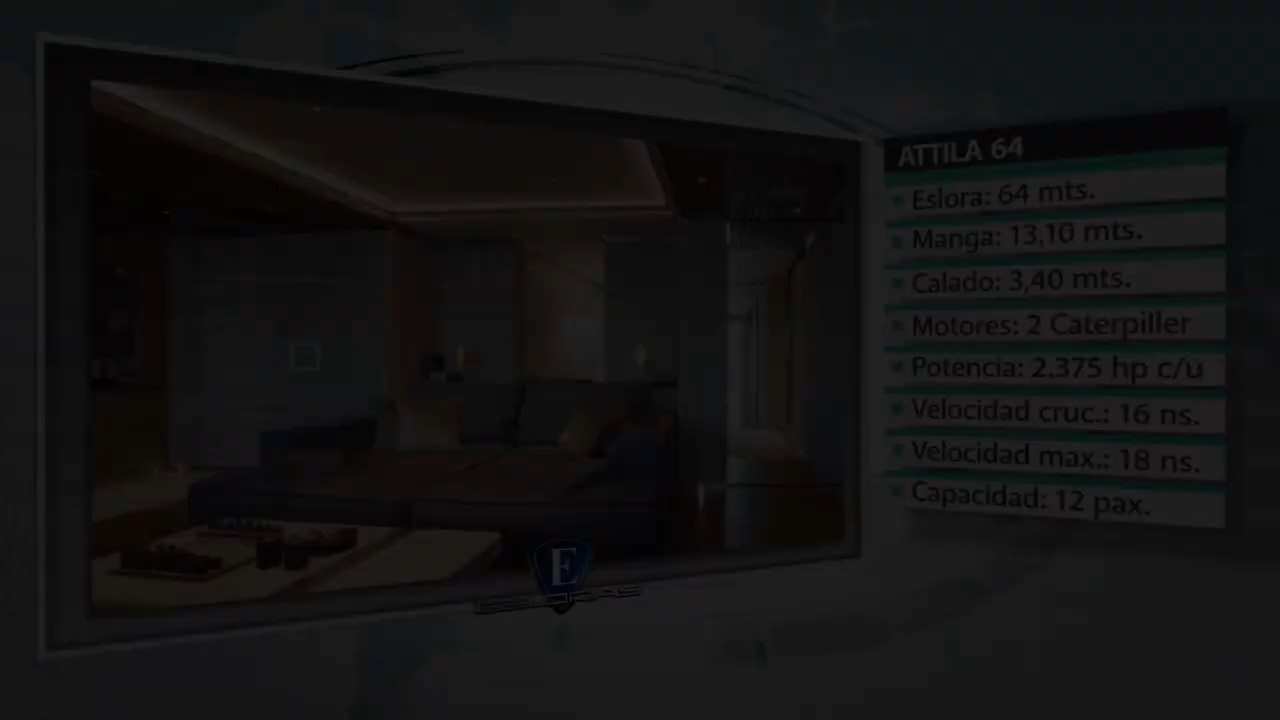 ATTILA 64
Eslora: 64 mts.
Manga: 13,10 mts.
Calado: 3,40 mts.
Motores: 2 Caterpiller
Potencia: 2,375 hp c/u
Velocidad cruc.: 16 ns.
Velocidad max.: 18 ns.
Capacidad: 12 pax.
E